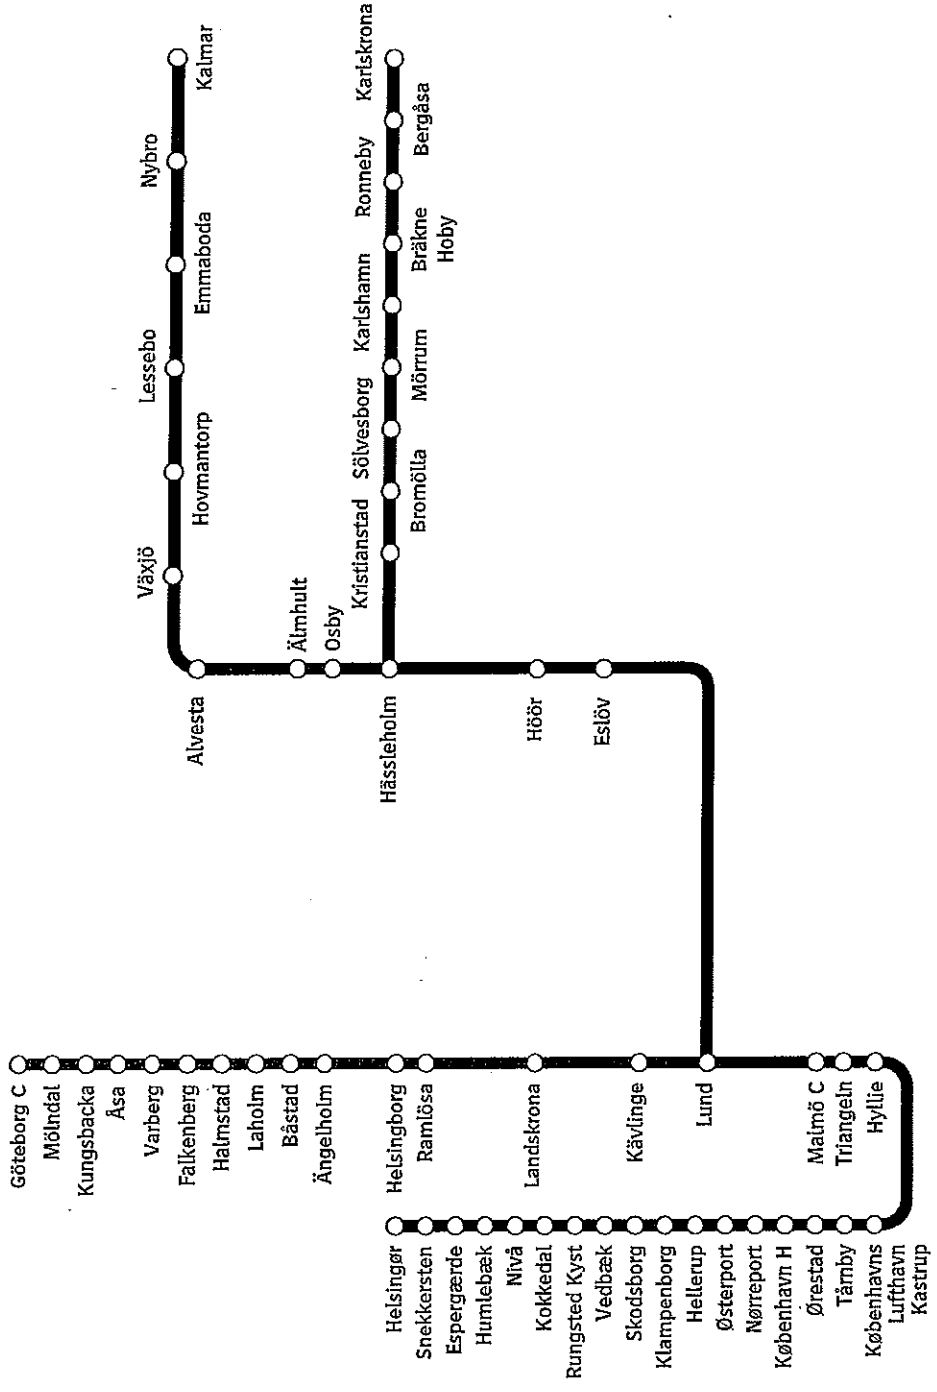 Göteborg C
Mölndal
Kungsbacka
Åsa
Varberg
Falkenberg
Halmstad
Laholm
Båstad
Ängelholm
Helsingborg
Ramlösa
Landskrona
Kävlinge
Lund
Malmö C
Triangeln
Hyllie
Helsingør
Snekkersten
Espergærde
Humlebæk
Nivå
Kokkedal
Rungsted Kyst
Vedbæk
Skodsborg
Klampenborg
Hellerup
Østerport
Nørreport
København H
Ørestad
Tårnby
Københavns
Lufthavn
Kastrup
Eslöv
Höör
Hässleholm
Osby
Älmhult
Alvesta
Växjö
Hovmantorp
Lessebo
Emmaboda
Nybro
Kalmar
Kristianstad
Bromölla
Sölvesborg
Mörrum
Karlshamn
Bräkne
Hoby
Ronneby
Bergåsa
Karlskrona